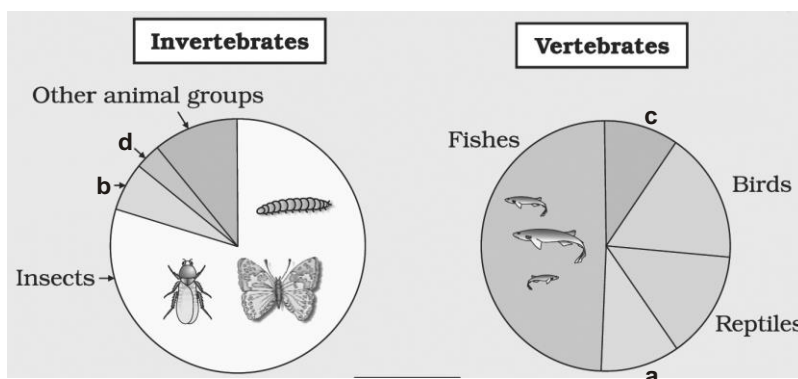 Invertebrates
Other animal groups
d
b
Insects
Vertebrates
c
Fishes
Birds
Reptiles
a